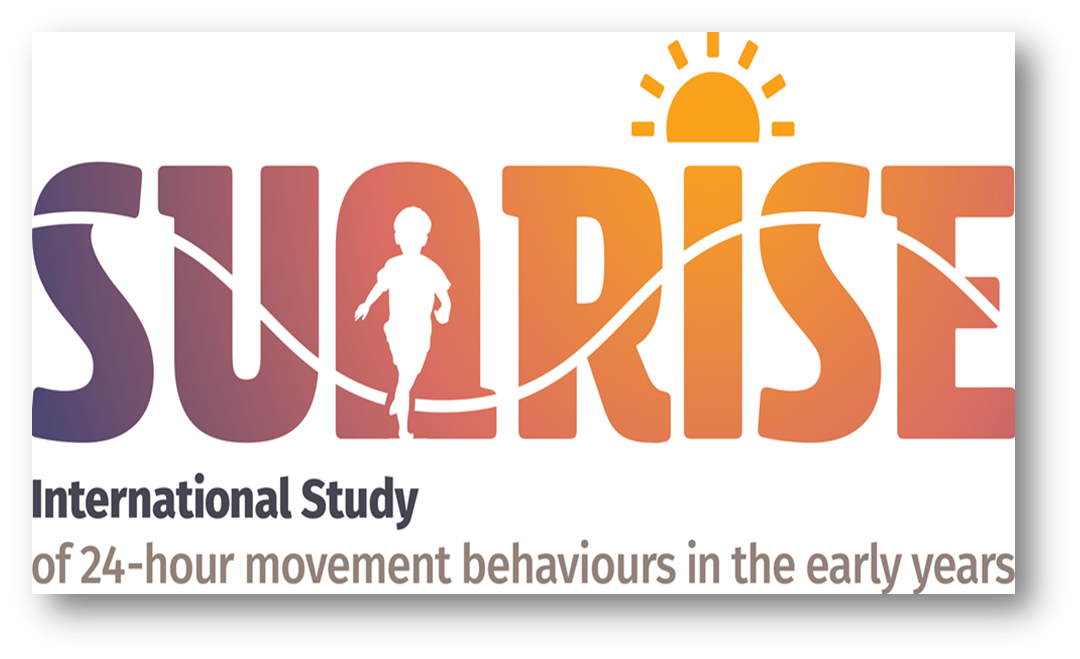 SUNRISE
International Study
of 24-hour movement behaviours in the early years